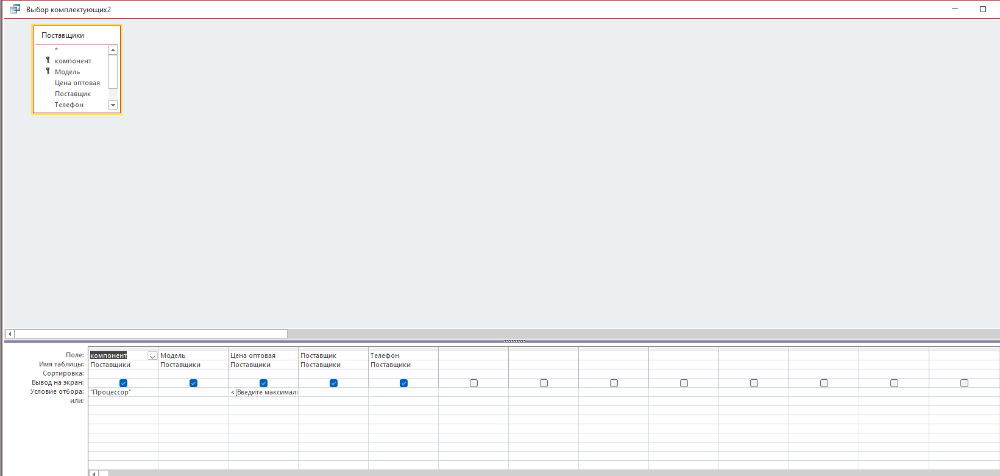 Выбор комплектующих2
Поставщики
*
компонент
Модель
Цена оптовая
Поставщик
Телефон
Поле: компонент Модель Цена оптовая Поставщик Телефон
Имя таблицы: Поставщики Поставщики Поставщики Поставщики Поставщики
Сортировка:
Вывод на экран:
Условие отбора: "Процессор" <[Введите максимал
или: